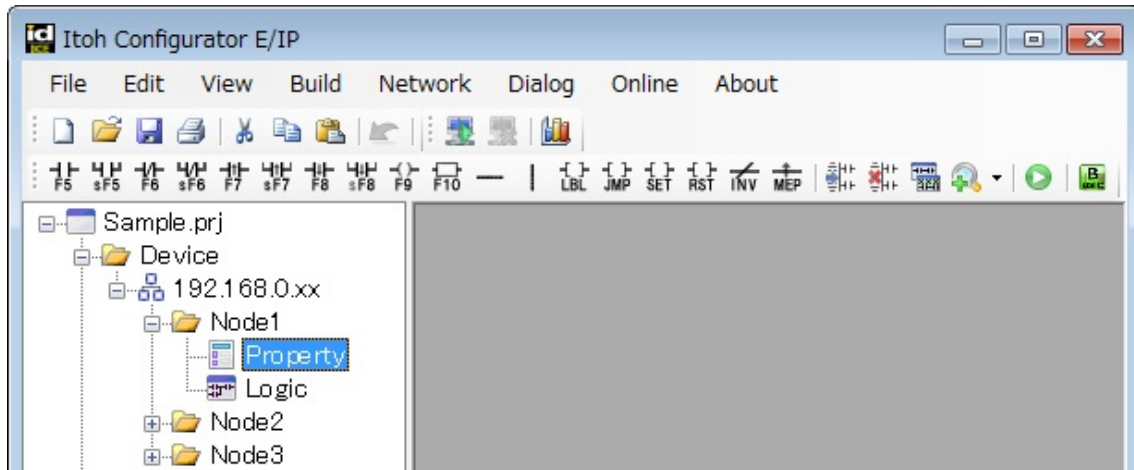 Itoh Configurator E/IP
File Edit View Build Network Dialog Online About
F5 sF5 F6 sF6 F7 sF7 F8 sF8 F9 F10 LBL JMP SET RST INV MEP
Sample.prj
Device
192.168.0.xx
Node1
Property
Logic
Node2
Node3